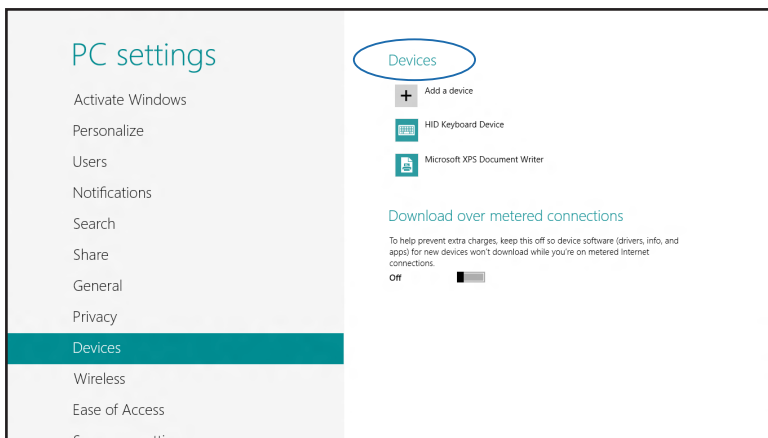 PC settings
Activate Windows
Personalize
Users
Notifications
Search
Share
General
Privacy
Devices
Wireless
Ease of Access
Devices
Add a device
HID Keyboard Device
Microsoft XPS Document Writer
Download over metered connections
To help prevent extra charges, keep this off so device software (drivers, info, and
apps) for new devices won't download while you're on metered Internet
connections.
Off